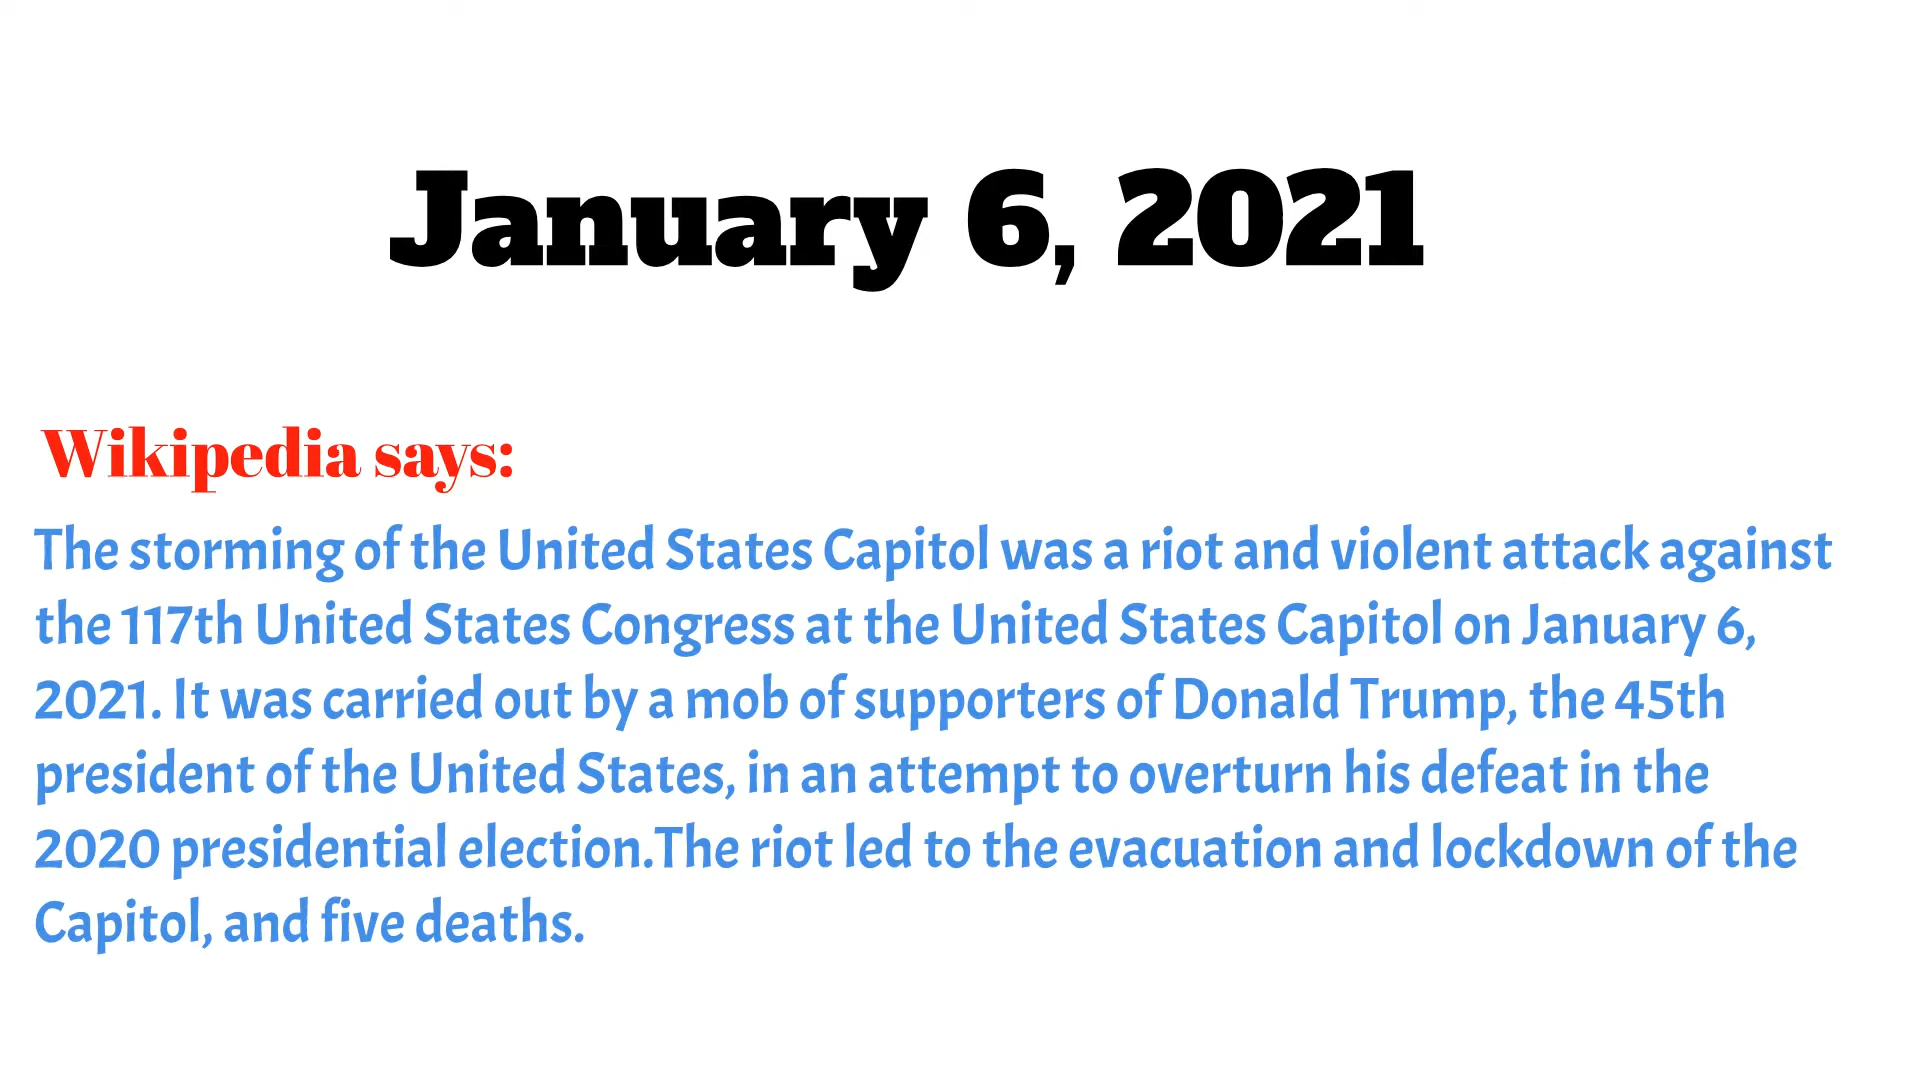 January 6, 2021
Wikipedia says:
The storming of the United States Capitol was a riot and violent attack against
the 117th United States Congress at the United States Capitol on January 6,
2021. It was carried out by a mob of supporters of Donald Trump, the 45th
president of the United States, in an attempt to overturn his defeat in the
2020 presidential election.The riot led to the evacuation and lockdown of the
Capitol, and five deaths.